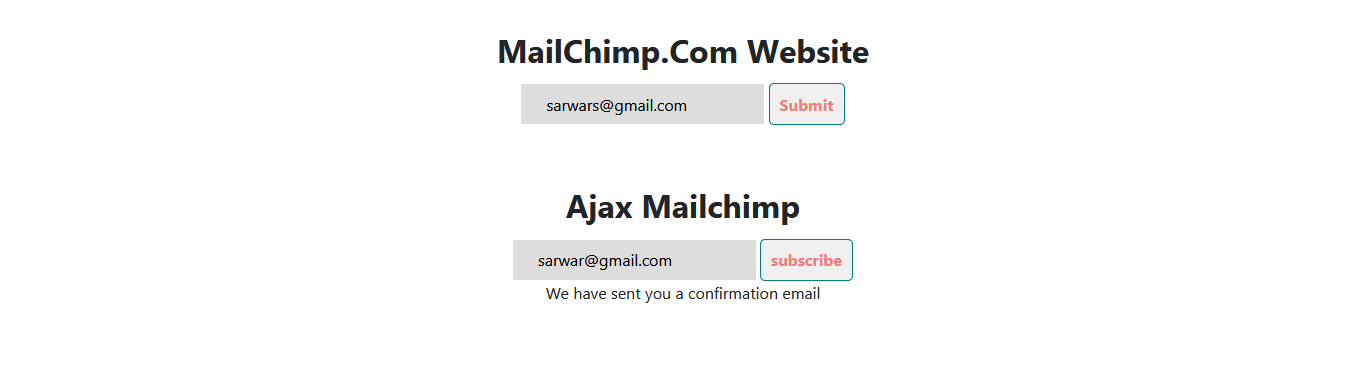 MailChimp.Com Website
sarwars@gmail.com Submit
Ajax Mailchimp
sarwar@gmail.com subscribe
We have sent you a confirmation email